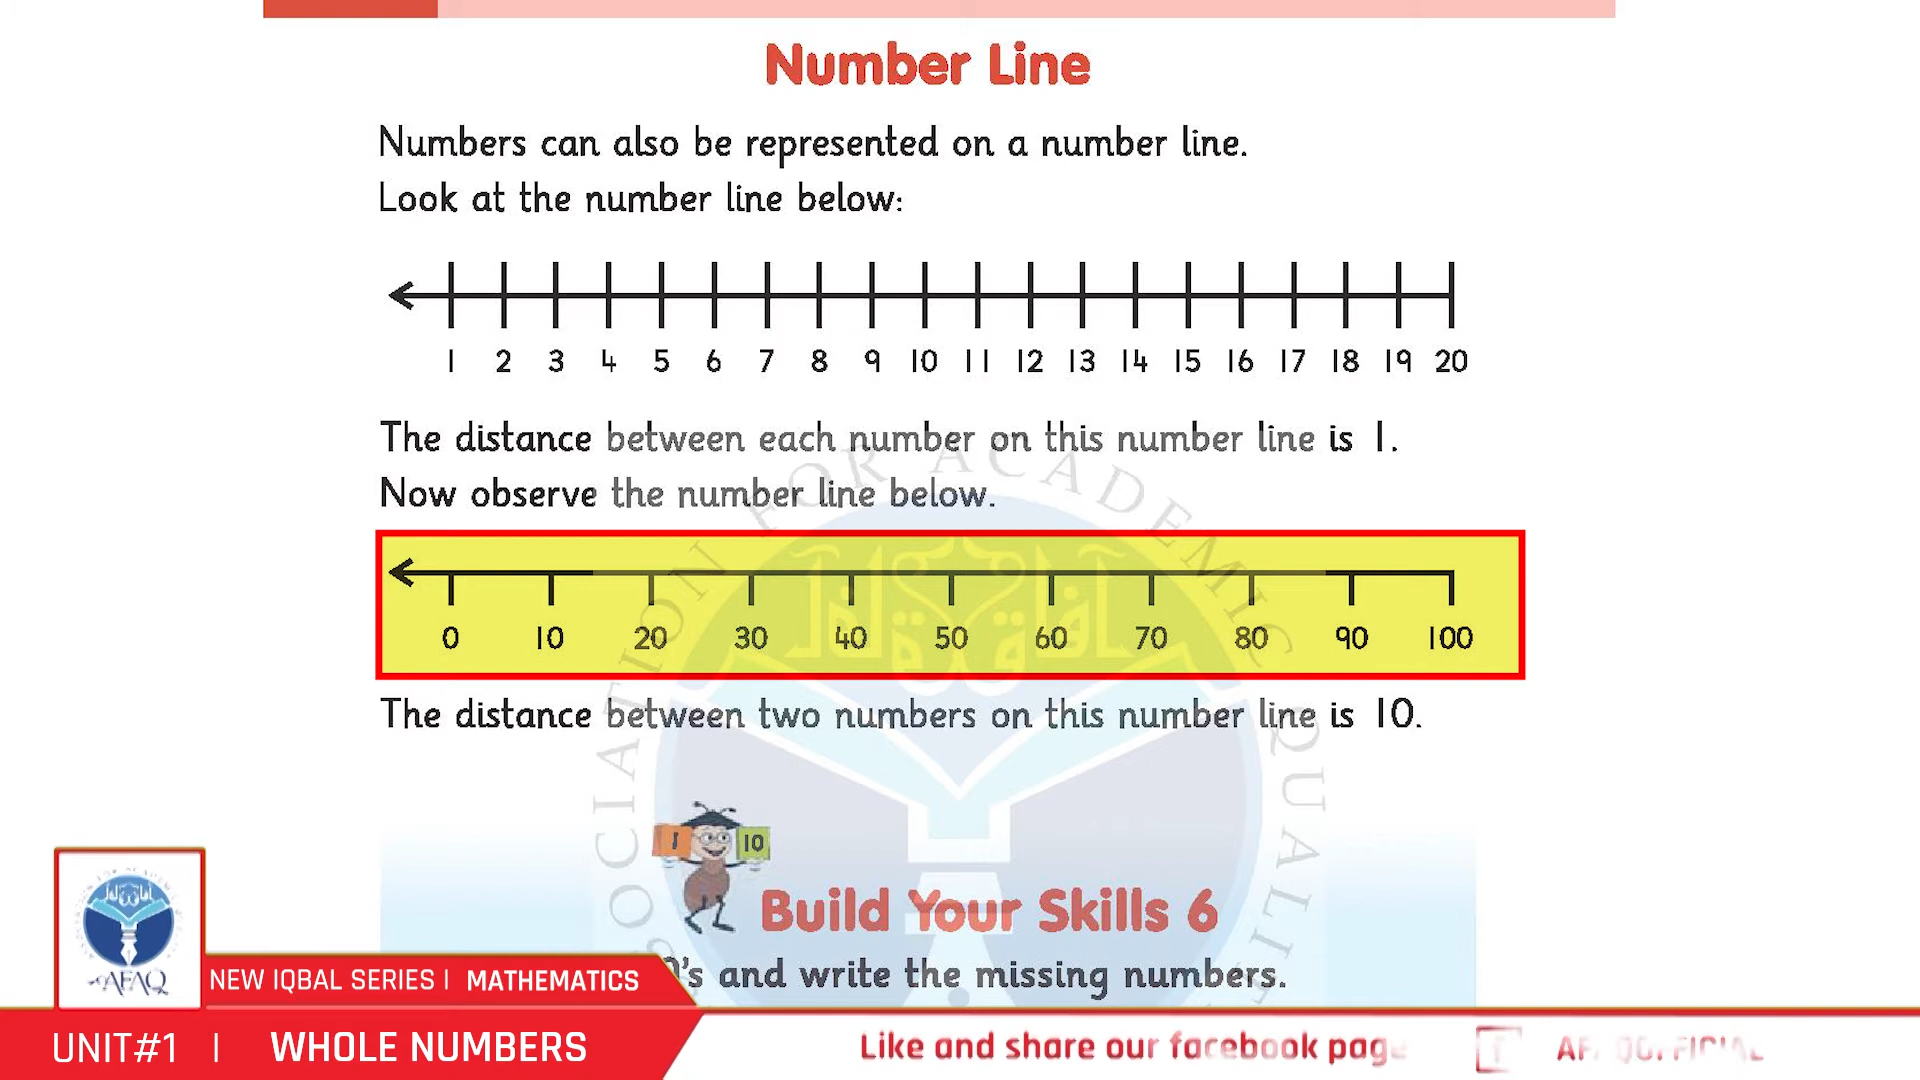 Number Line
Numbers can also be represented on a number line.
Look at the number line below:
1 2 3 4 5 6 7 8 9 10 11 12 13 14 15 16 17 18 19 20
The distance between each number on this number line is 1.
Now observe the number line below.
0 10 20 30 40 50 60 70 80 90 100
The distance between two numbers on this number line is 10.
1 10
Build Your Skills 6
0's and write the missing numbers.
AFAQ
NEW IQBAL SERIES | MATHEMATICS
UNIT#1 | WHOLE NUMBERS
Like and share our facebook page
FOR ACADEMIC QUALIT